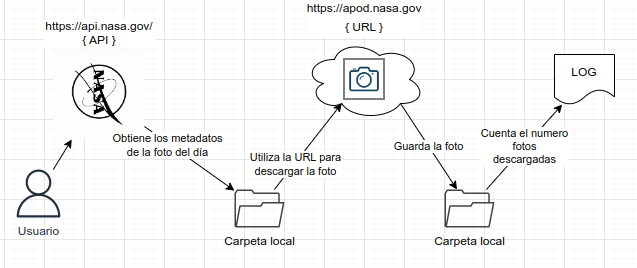 https://api.nasa.gov/
{ API }
NASA
Usuario
Obtiene los metadatos
de la foto del día
Carpeta local
Utiliza la URL para
descargar la foto
https://apod.nasa.gov
{ URL }
Guarda la foto
Carpeta local
Cuenta el numero
fotos
descargadas
LOG